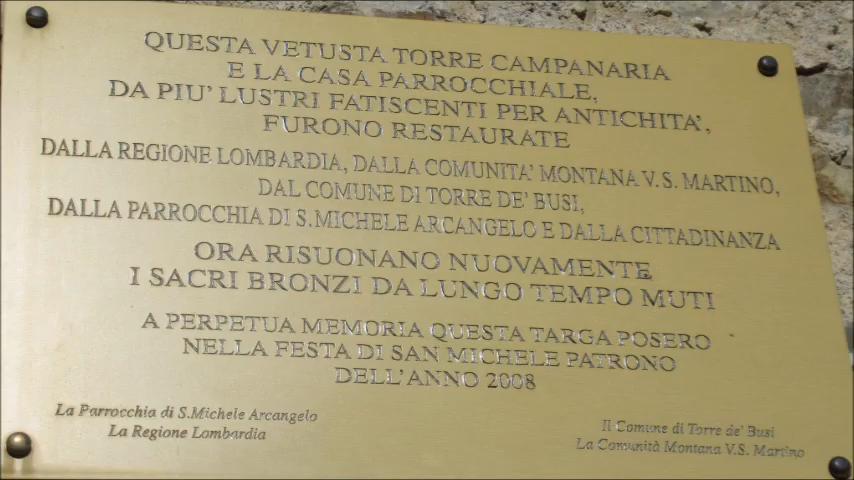 QUESTA VETUSTA TORRE CAMPANARIA
E LA CASA PARROCCHIALE,
DA PIU' LUSTRI FATISCENTI PER ANTICHITA',
FURONO RESTAURATE
DALLA REGIONE LOMBARDIA, DALLA COMUNITA' MONTANA V.S. MARTINO,
DAL COMUNE DI TORRE DE' BUSI,
DALLA PARROCCHIA DI S.MICHELE ARCANGELO E DALLA CITTADINANZA
ORA RISUONANO NUOVAMENTE
I SACRI BRONZI DA LUNGO TEMPO MUTI
A PERPETUA MEMORIA QUESTA TARGA POSERO
NELLA FESTA DI SAN MICHELE PATRONO
DELL'ANNO 2008
La Parrocchia di S.Michele Arcangelo
La Regione Lombardia
Il Comune di Torre de' Busi
La Comunità Montana V.S. Martino